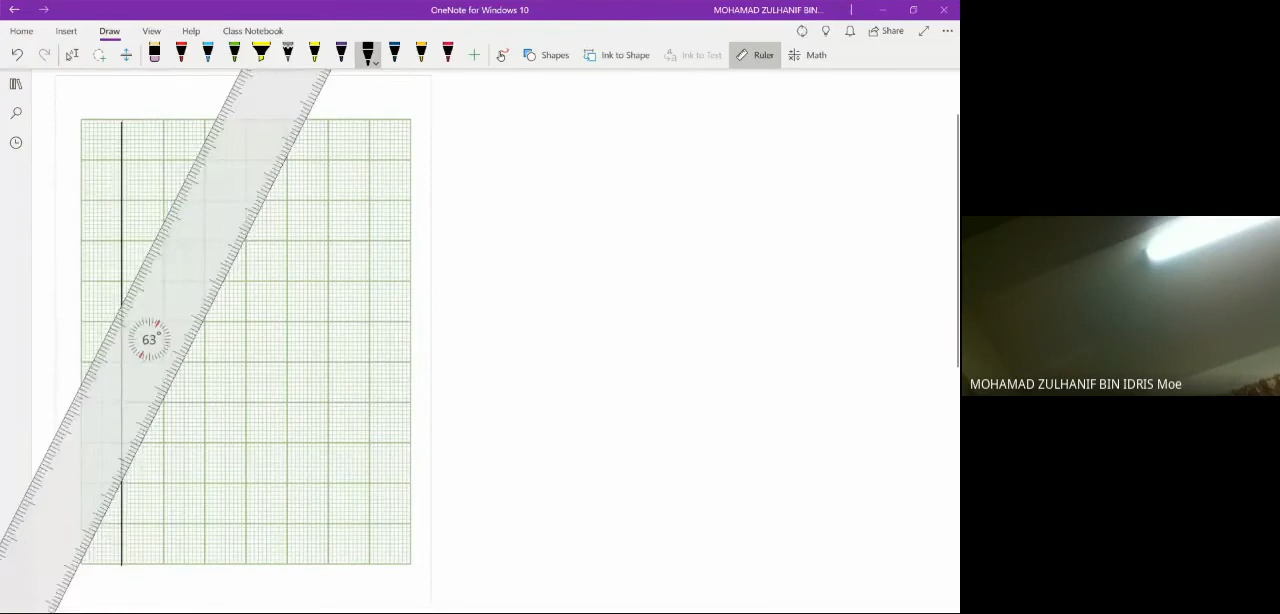 OneNote for Windows 10
MOHAMAD ZULHANIF BIN...
Home Insert Draw View Help Class Notebook
Share
Shapes Ink to Shape Ink to Text Ruler Math
63°
MOHAMAD ZULHANIF BIN IDRIS Moe